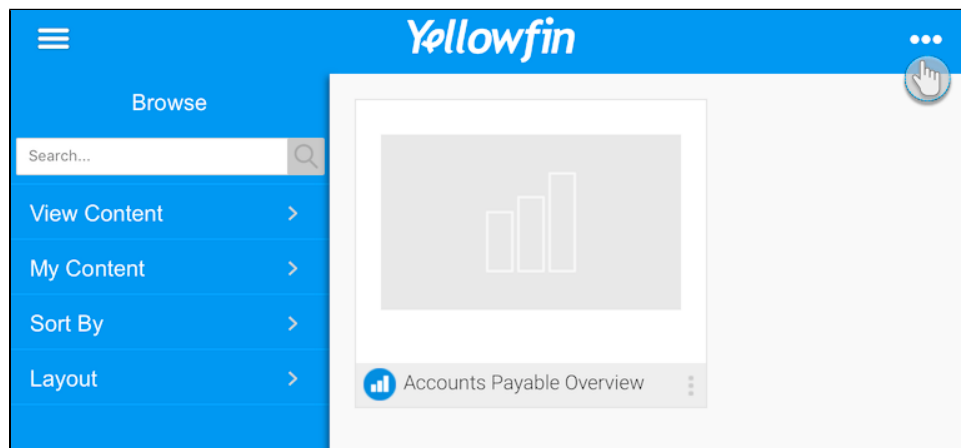 Yellowfin
Browse
Search...
View Content
My Content
Sort By
Layout
Accounts Payable Overview